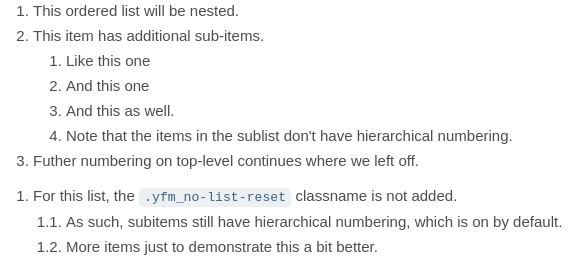 1. This ordered list will be nested.
2. This item has additional sub-items.
1. Like this one
2. And this one
3. And this as well.
4. Note that the items in the sublist don't have hierarchical numbering.
3. Futher numbering on top-level continues where we left off.
1. For this list, the .yfm_no-list-reset classname is not added.
1.1. As such, subitems still have hierarchical numbering, which is on by default.
1.2. More items just to demonstrate this a bit better.